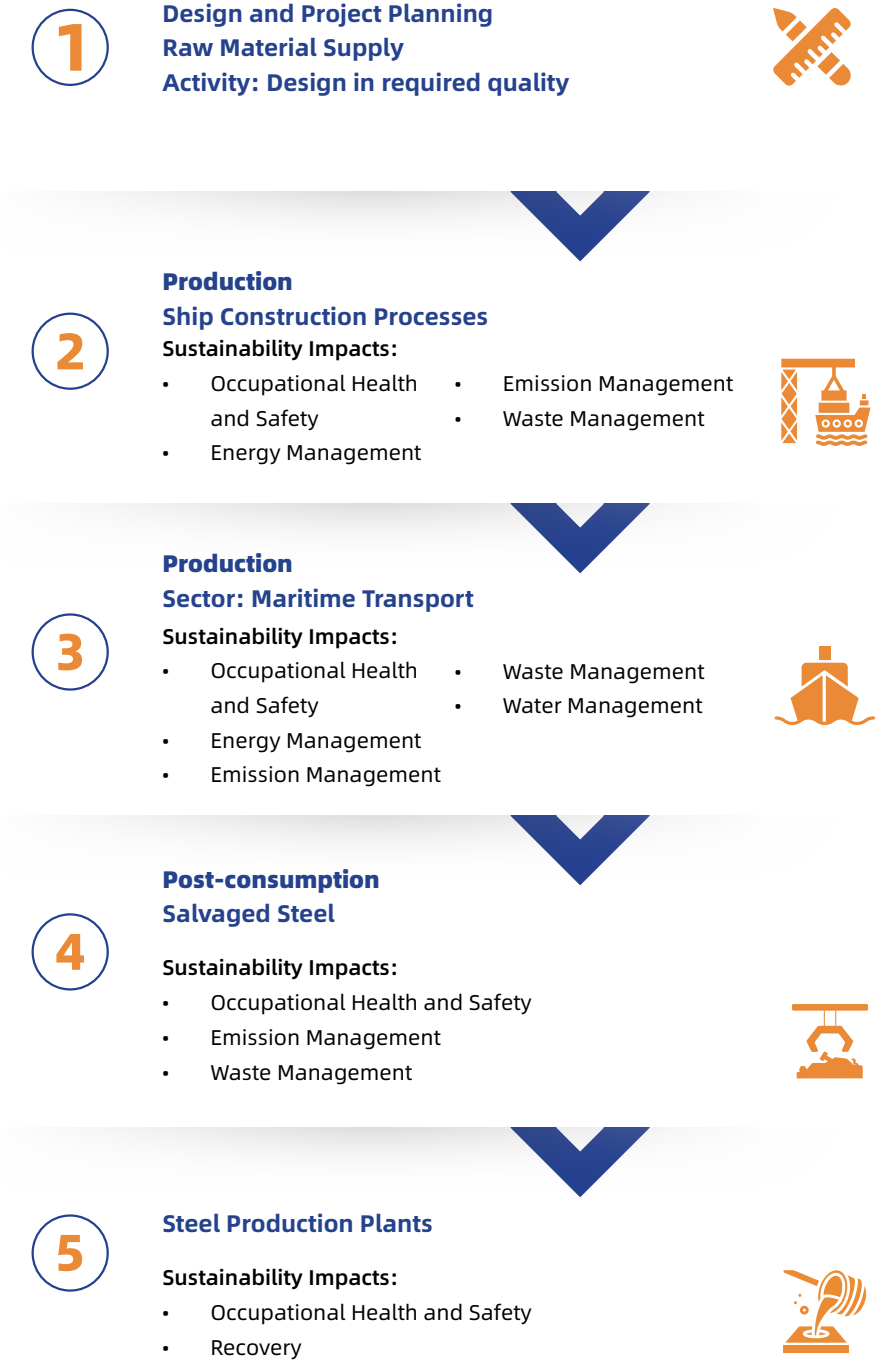 1
Design and Project Planning
Raw Material Supply
Activity: Design in required quality
2
Production
Ship Construction Processes
Sustainability Impacts:
• Occupational Health
and Safety
• Energy Management
• Emission Management
• Waste Management
3
Production
Sector: Maritime Transport
Sustainability Impacts:
• Occupational Health
and Safety
• Energy Management
• Emission Management
• Waste Management
• Water Management
4
Post-consumption
Salvaged Steel
Sustainability Impacts:
• Occupational Health and Safety
• Emission Management
• Waste Management
5
Steel Production Plants
Sustainability Impacts:
• Occupational Health and Safety
• Recovery